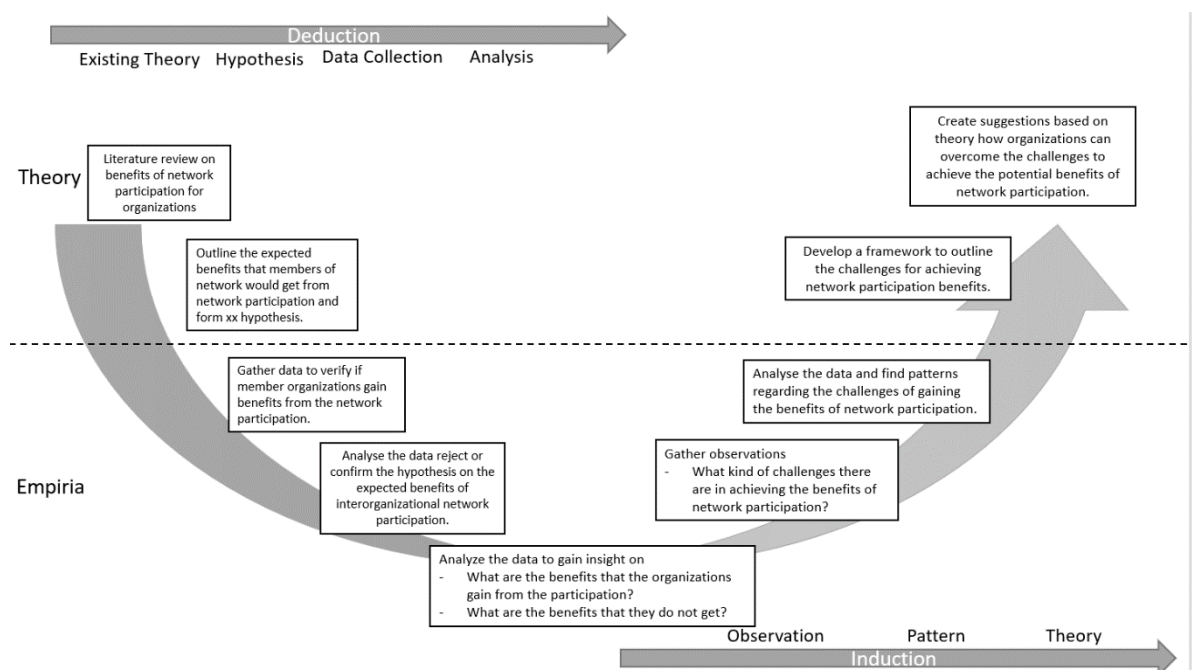 Deduction
Existing Theory Hypothesis Data Collection Analysis
Theory
Literature review on
benefits of network
participation for
organizations
Outline the expected
benefits that members of
network would get from
network participation and
form xx hypothesis.
Create suggestions based on
theory how organizations can
overcome the challenges to
achieve the potential benefits of
network participation.
Develop a framework to outline
the challenges for achieving
network participation benefits.
Empiria
Gather data to verify if
member organizations gain
benefits from the network
participation.
Analyse the data reject or
confirm the hypothesis on the
expected benefits of
interorganizational network
participation.
Analyze the data to gain insight on
- What are the benefits that the organizations
gain from the participation?
- What are the benefits that they do not get?
Gather observations
- What kind of challenges there
are in achieving the benefits of
network participation?
Analyse the data and find patterns
regarding the challenges of gaining
the benefits of network participation.
Observation Pattern Theory
Induction